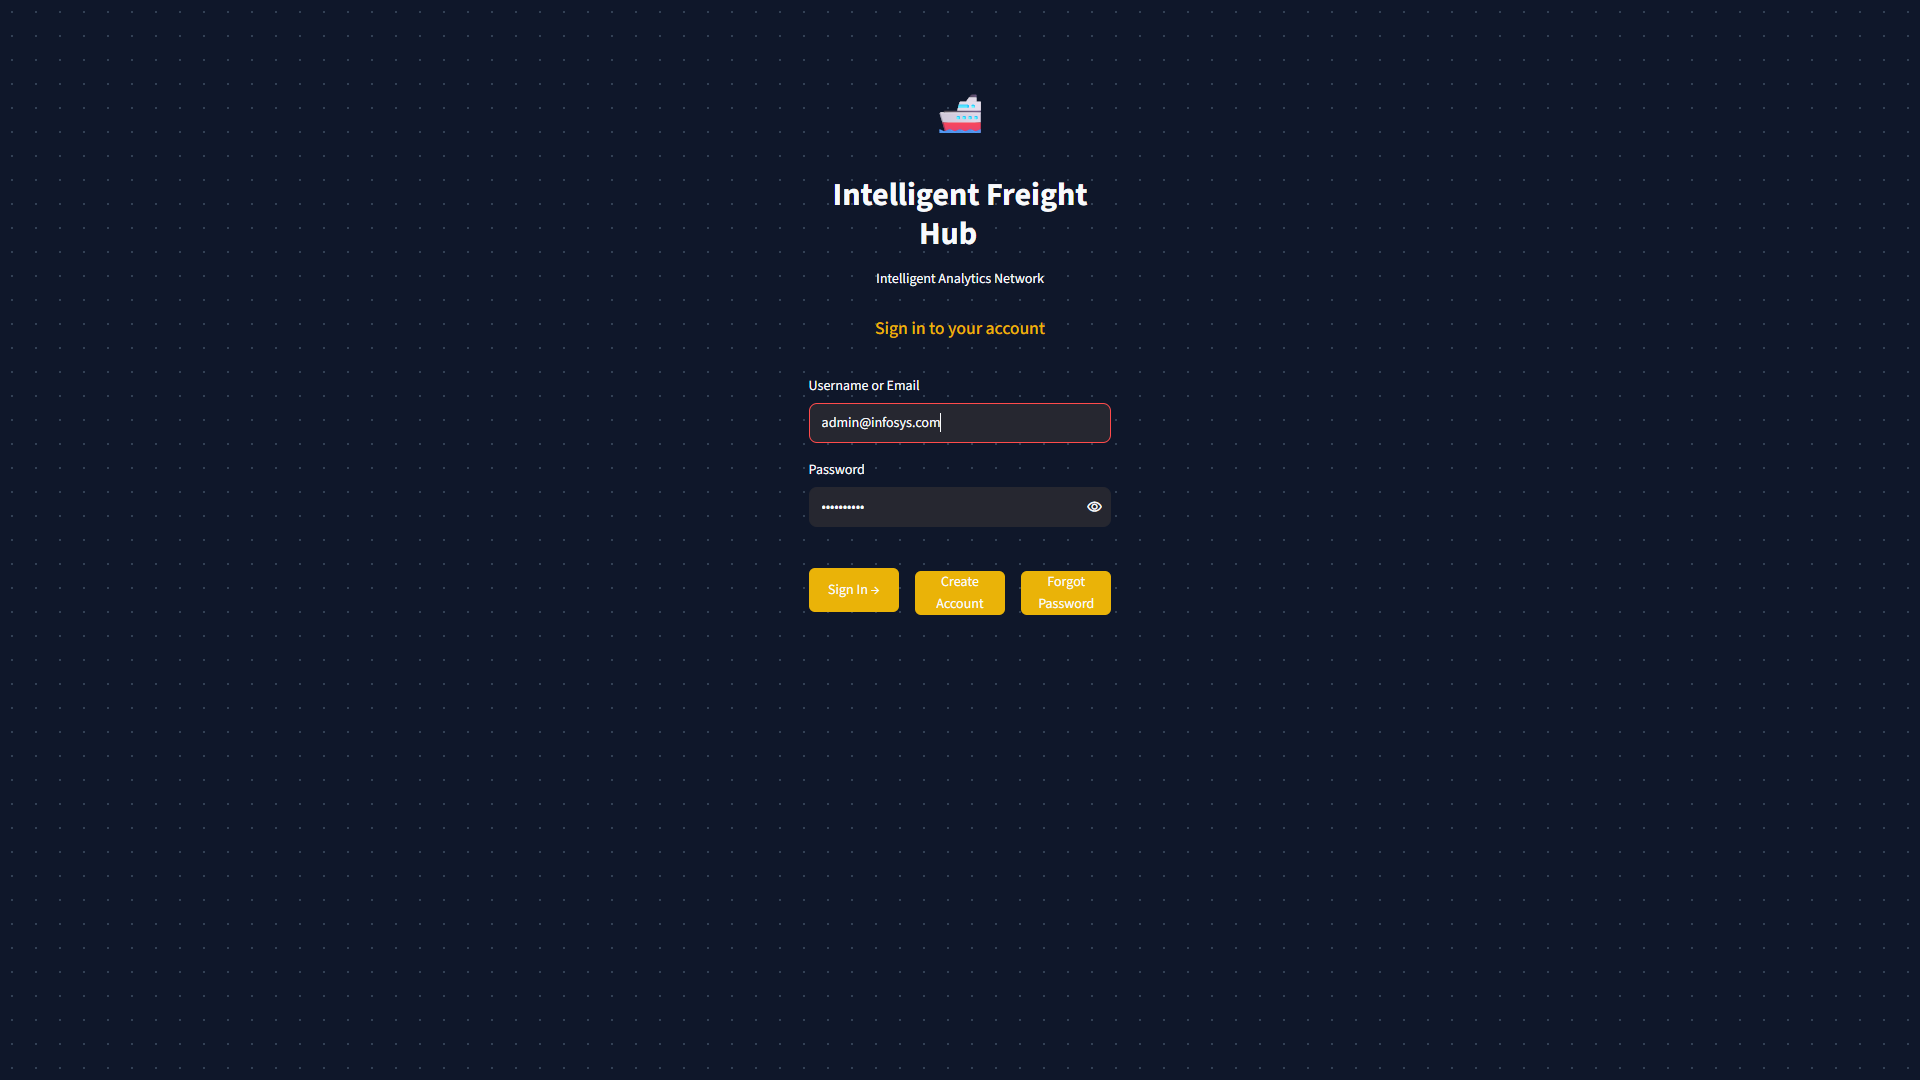 Intelligent Freight
Hub
Intelligent Analytics Network
Sign in to your account
Username or Email
admin@infosys.com
Password
••••••••••
Sign In →
Create
Account
Forgot
Password